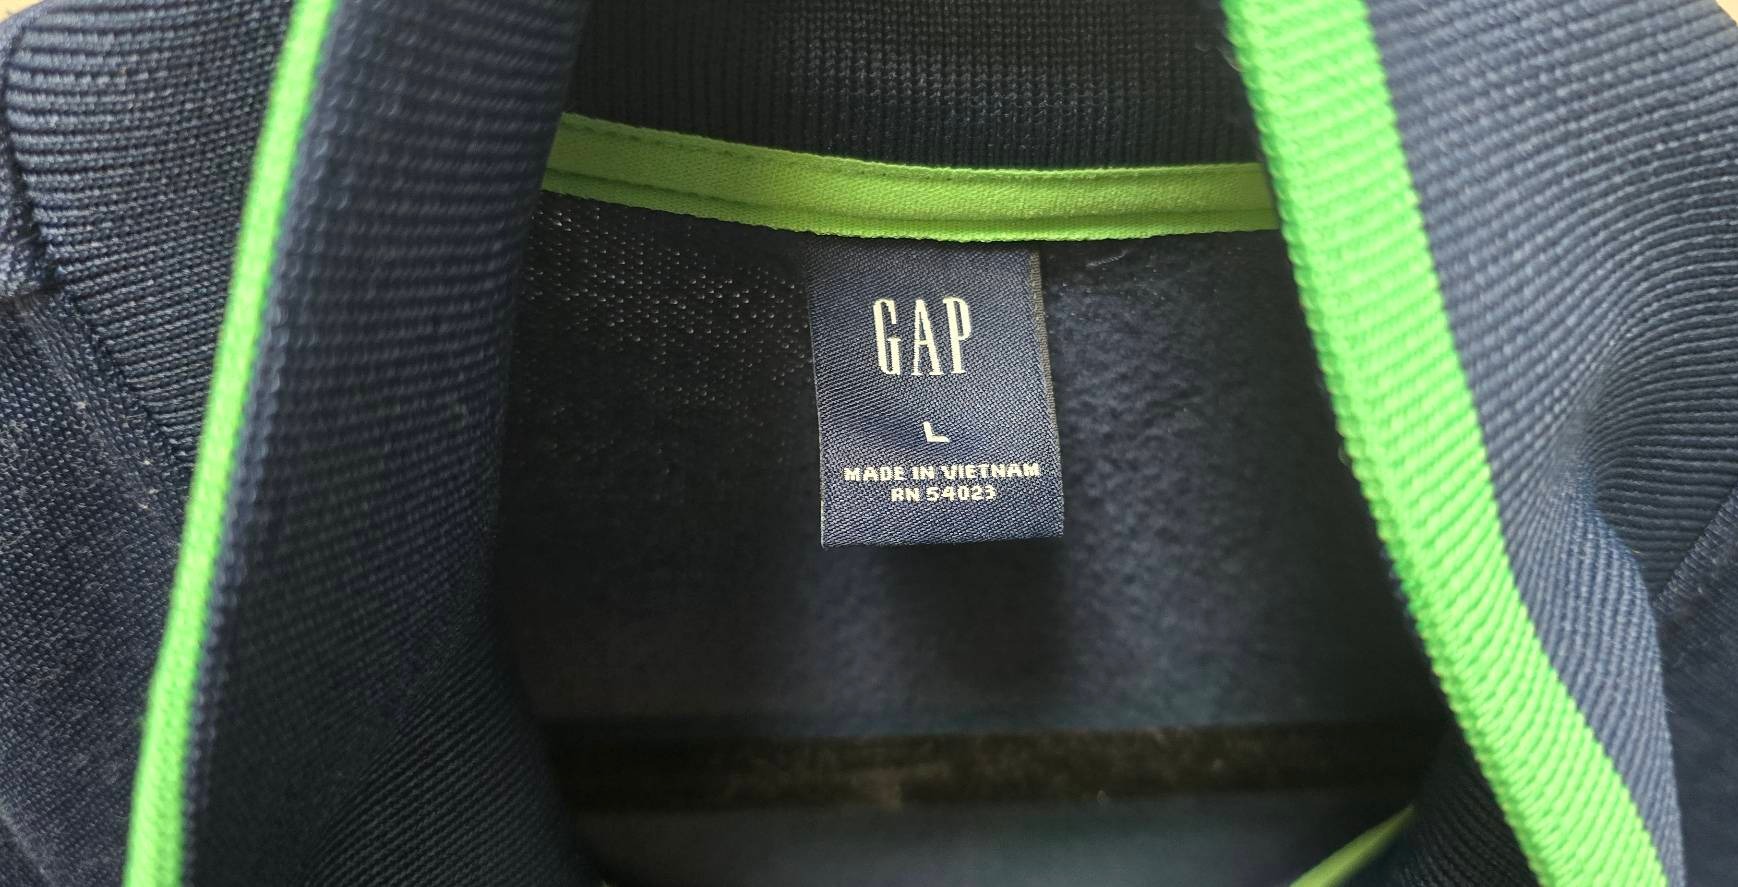 GAP
L
MADE IN VIETNAM
RN 54023